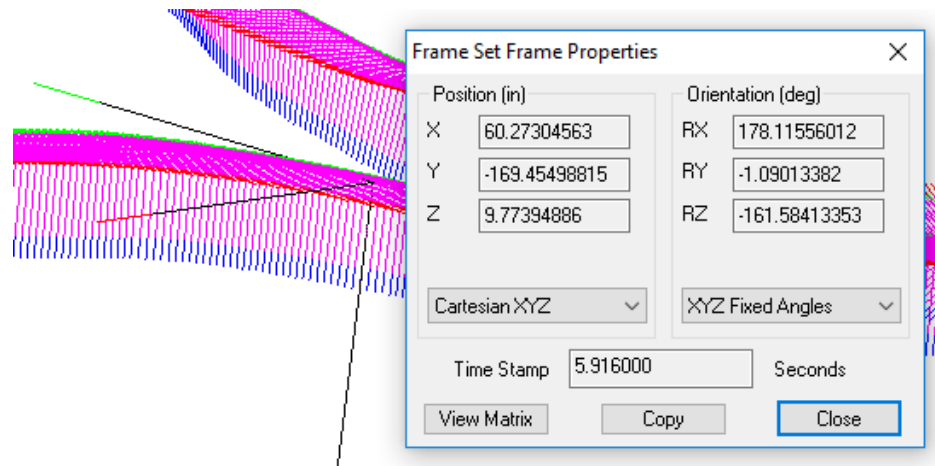 Frame Set Frame Properties
Position (in)
X 60.27304563
Y -169.45498815
Z 9.77394886
Cartesian XYZ
Orientation (deg)
RX 178.11556012
RY -1.09013382
RZ -161.58413353
XYZ Fixed Angles
Time Stamp 5.916000 Seconds
View Matrix Copy Close